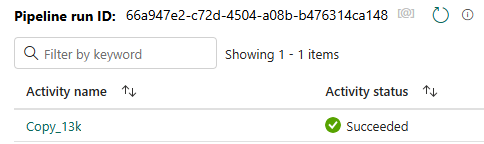 Pipeline run ID: 66a947e2-c72d-4504-a08b-b476314ca148 [@]
Filter by keyword Showing 1 - 1 items
Activity name Activity status
Copy_13k Succeeded